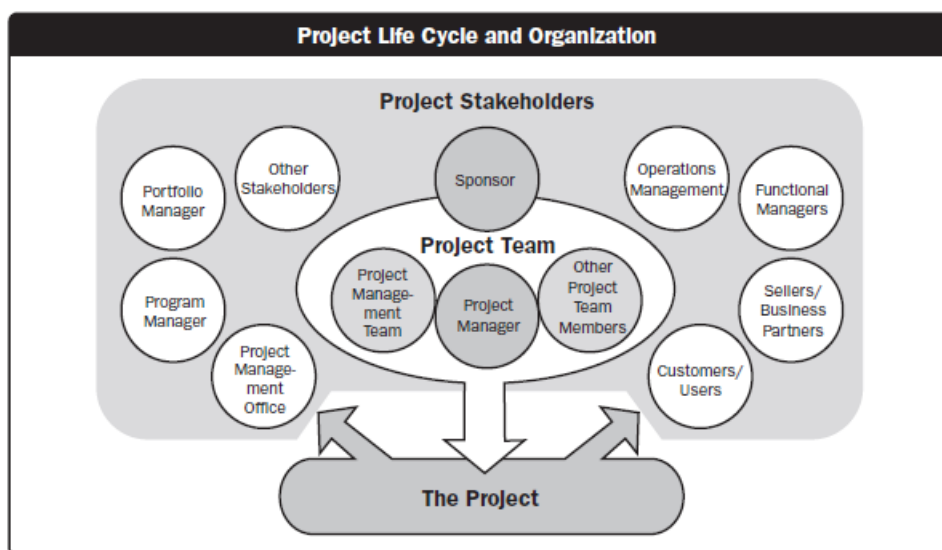 Project Life Cycle and Organization
Project Stakeholders
Portfolio
Manager
Other
Stakeholders
Sponsor
Operations
Management
Functional
Managers
Project Team
Project
Manage-
ment
Team
Project
Manager
Other
Project
Team
Members
Program
Manager
Sellers/
Business
Partners
Project
Manage-
ment
Office
Customers/
Users
The Project